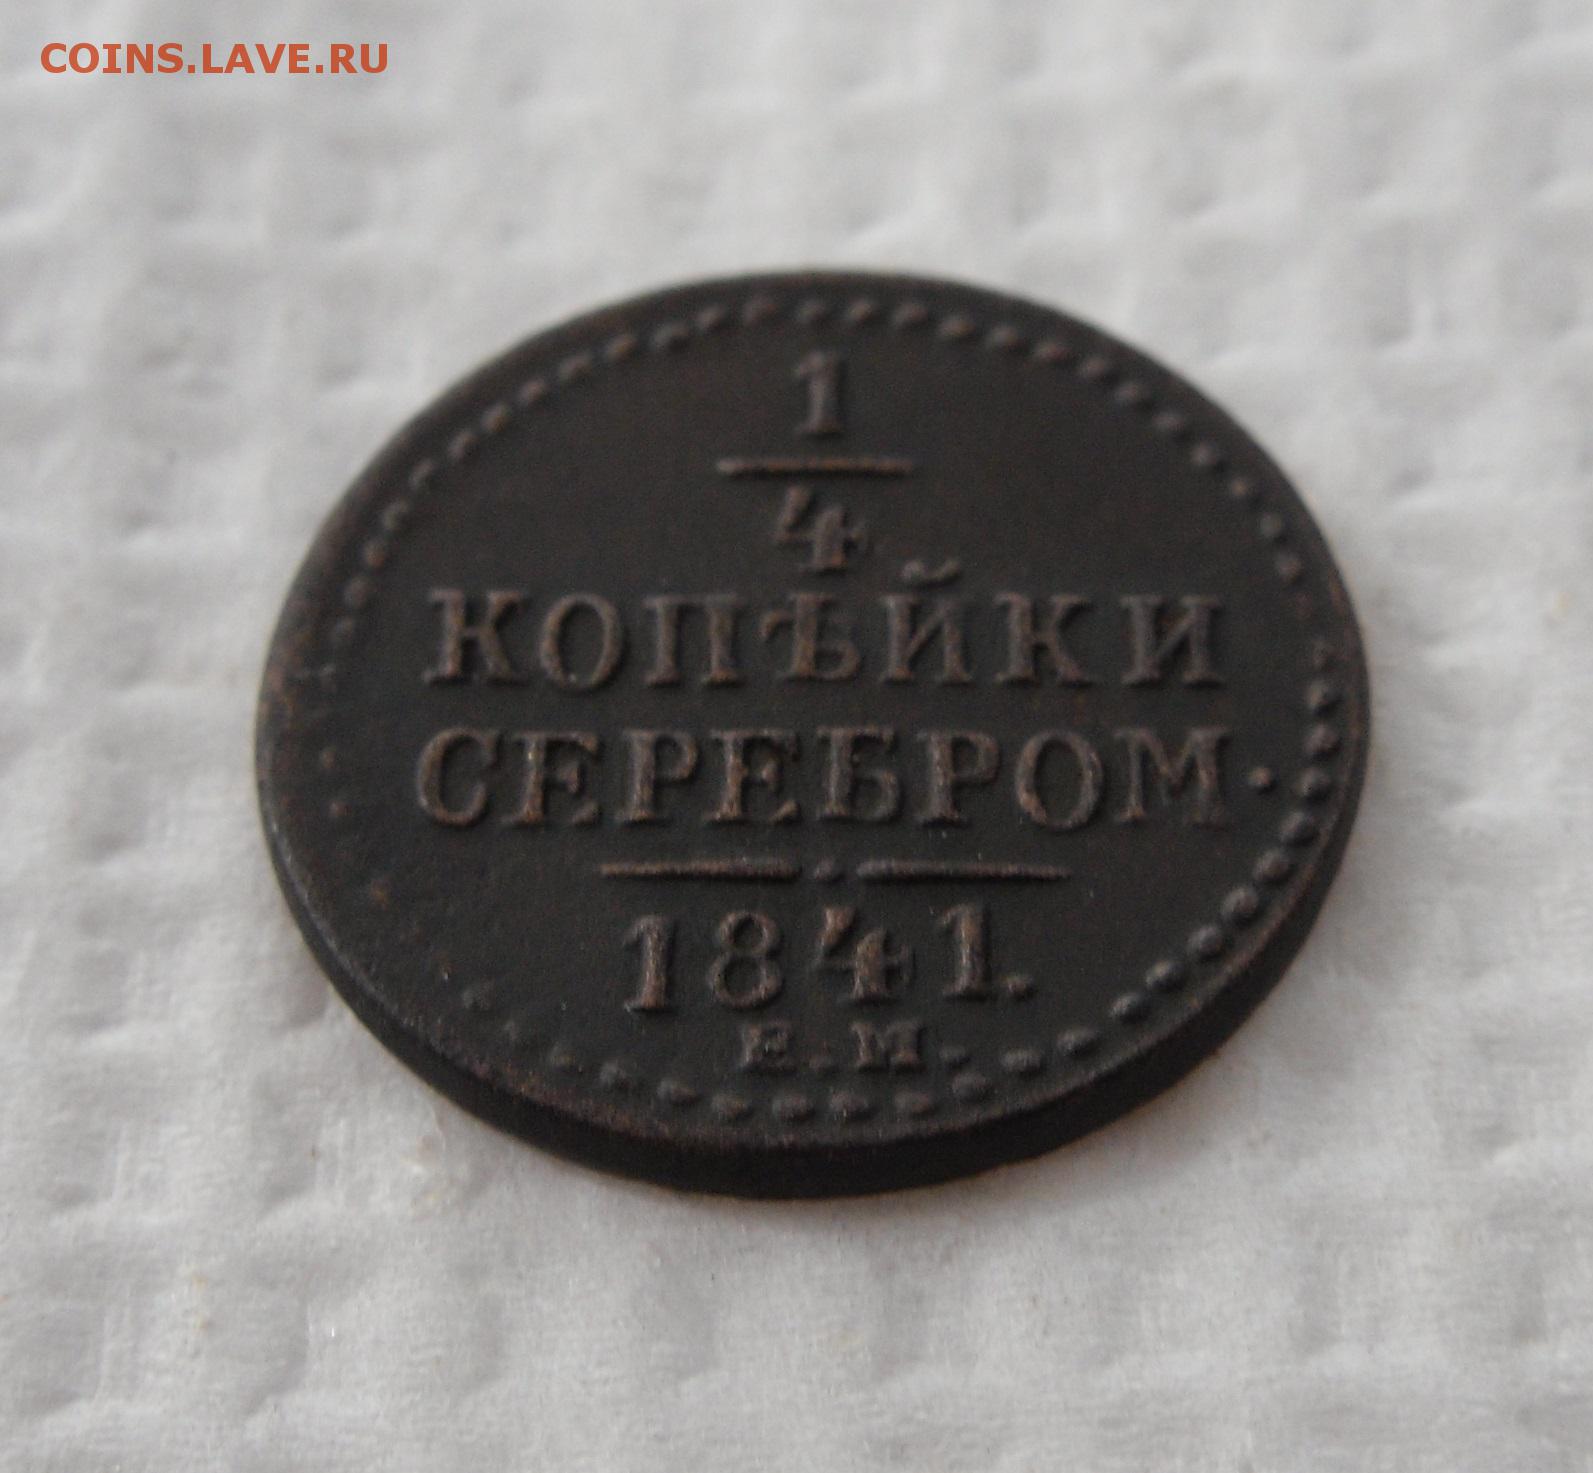 COINS.LAVE.RU
1
4
КОПѢЙКИ
СЕРЕБРОМ.
1841.
Е.М.